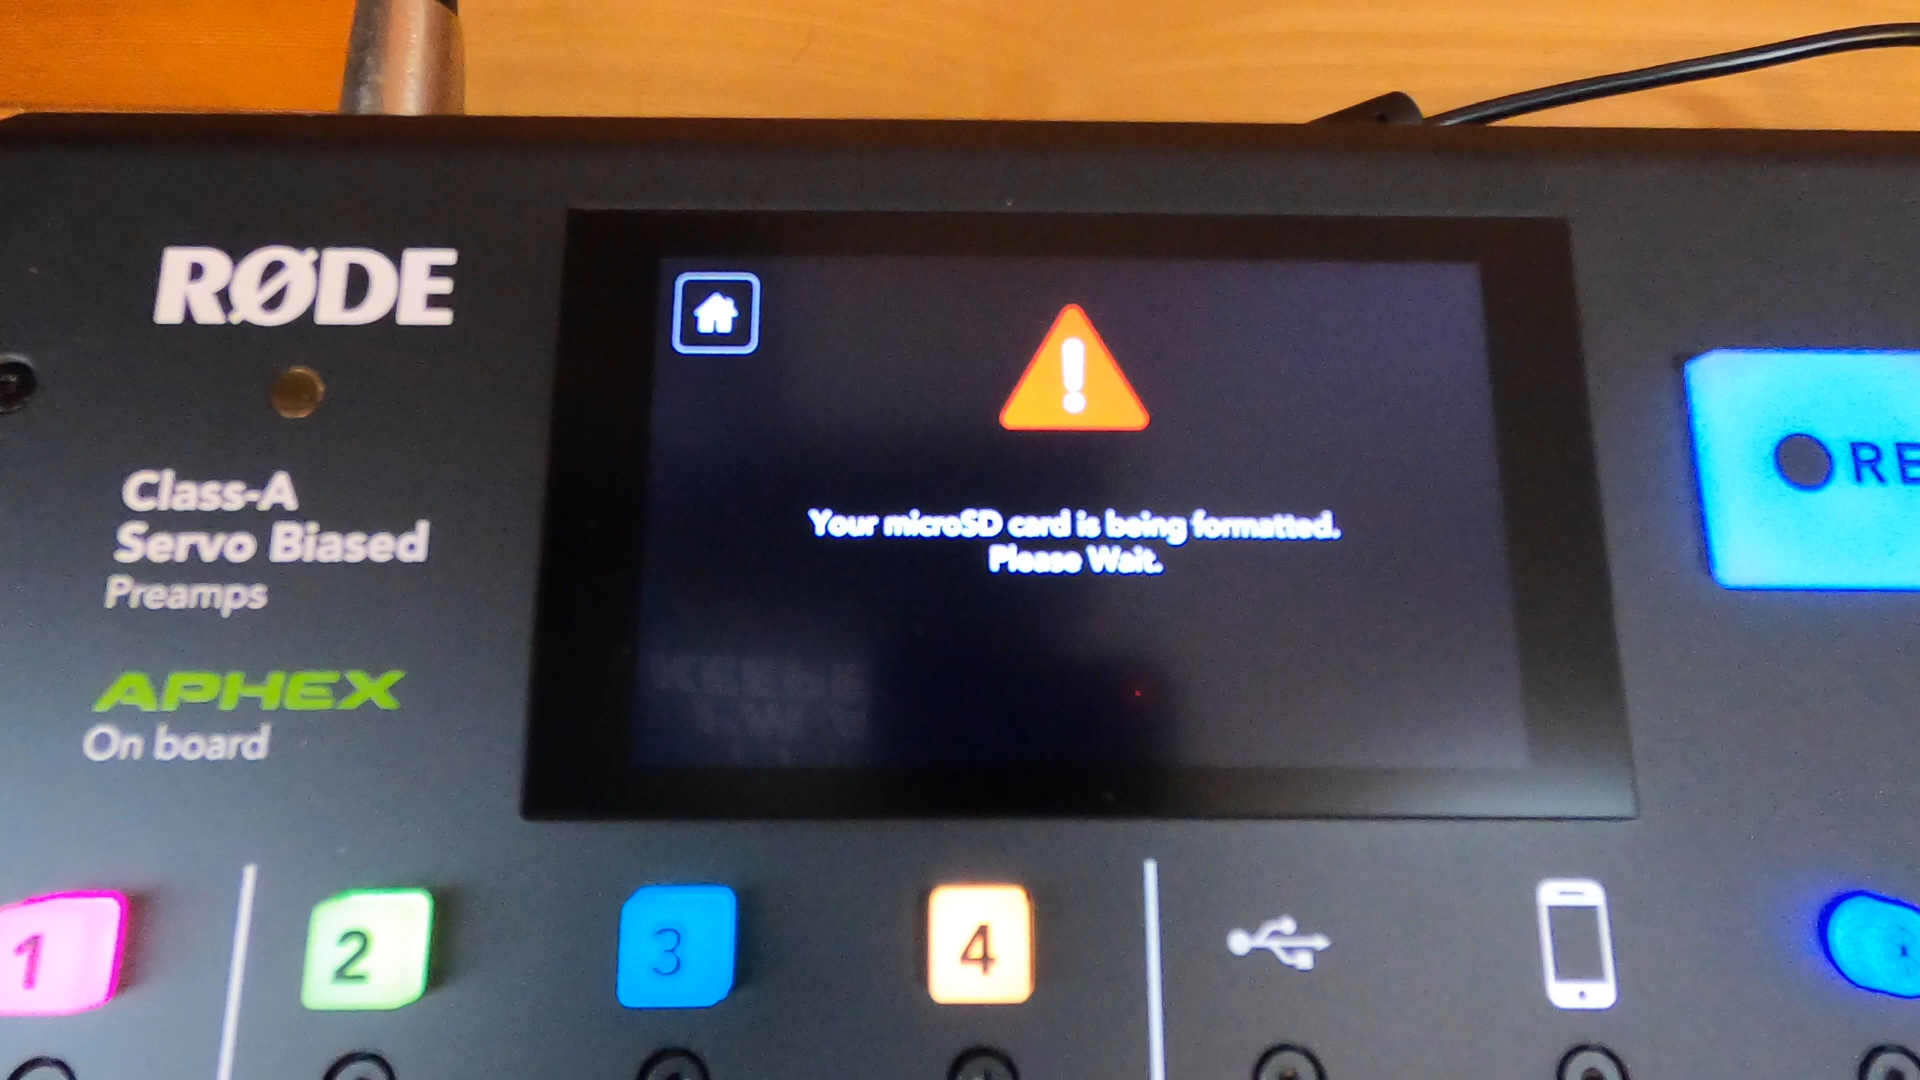 RØDE
Class-A
Servo Biased
Preamps
APHEX
On board
Your microSD card is being formatted.
Please Wait.
RE
1
2
3
4